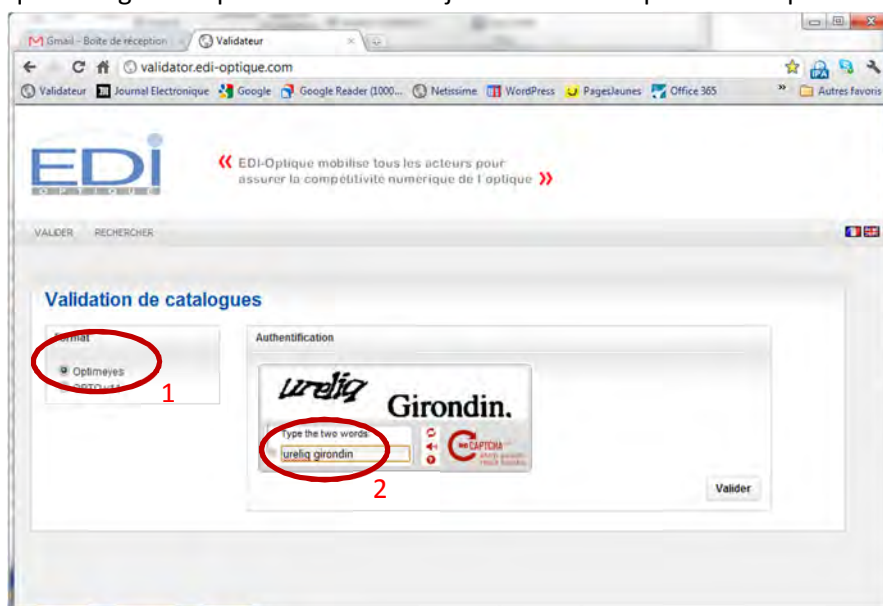 Gmail - Boîte de réception
Validateur
validator.edi-optique.com
Validateur Journal Electronique Google Google Reader (1000... Netissime WordPress PagesJaunes Office 365 » Autres favoris
EDI
OPTIQUE
« EDI-Optique mobilise tous les acteurs pour
assurer la compétitivité numérique de l'optique »
VALIDER RECHERCHER
Validation de catalogues
Format
Optimeyes
1
Authentification
ureliq Girondin.
Type the two words
ureliq girondin
2
CAPTCHA
Valider